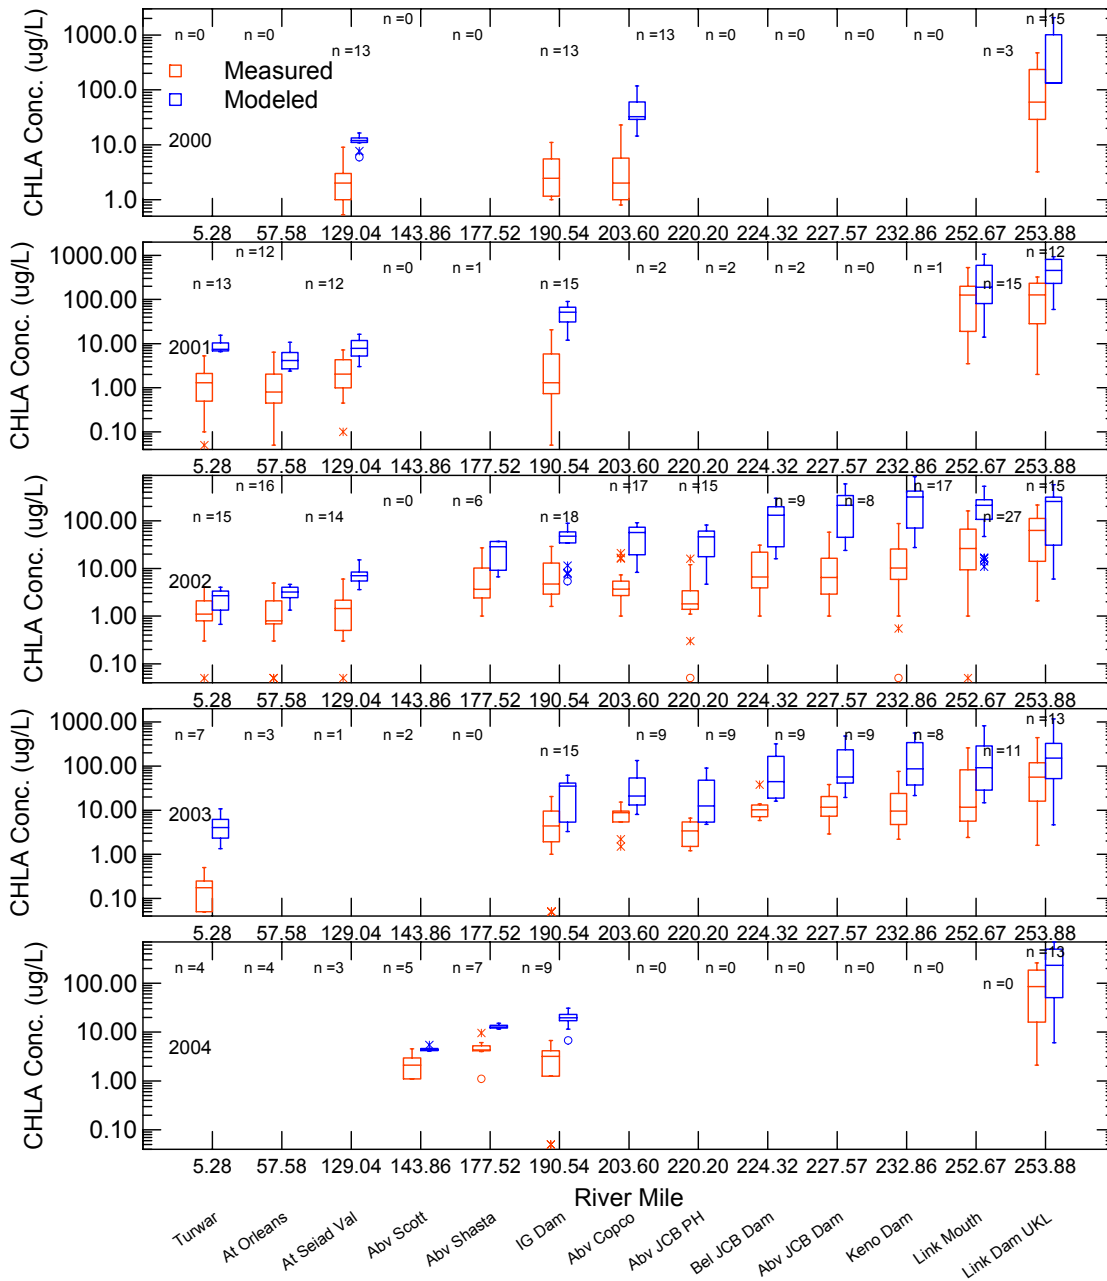 n =0
n =15
n =0
n =0
n =0
n =13
n =0
n =0
n =0
n =0
n =13
n =13
n =3
1000.0
100.0
10.0
1.0
CHLA Conc. (ug/L)
Measured
Modeled
2000
5.28 57.58 129.04 143.86 177.52 190.54 203.60 220.20 224.32 227.57 232.86 252.67 253.88
n =12
n =12
n =0
n =1
n =2
n =2
n =2
n =0
n =1
n =13
n =12
n =15
n =15
1000.00
100.00
10.00
1.00
0.10
CHLA Conc. (ug/L)
2001
5.28 57.58 129.04 143.86 177.52 190.54 203.60 220.20 224.32 227.57 232.86 252.67 253.88
n =16
n =17
n =15
n =17
n =15
n =0
n =6
n =9
n =8
n =15
n =14
n =18
n =27
100.00
10.00
1.00
0.10
CHLA Conc. (ug/L)
2002
5.28 57.58 129.04 143.86 177.52 190.54 203.60 220.20 224.32 227.57 232.86 252.67 253.88
n =13
n =7
n =3
n =1
n =2
n =0
n =9
n =9
n =9
n =9
n =8
n =15
n =11
1000.00
100.00
10.00
1.00
0.10
CHLA Conc. (ug/L)
2003
5.28 57.58 129.04 143.86 177.52 190.54 203.60 220.20 224.32 227.57 232.86 252.67 253.88
n =13
n =4
n =4
n =3
n =5
n =7
n =9
n =0
n =0
n =0
n =0
n =0
n =0
100.00
10.00
1.00
0.10
CHLA Conc. (ug/L)
2004
5.28 57.58 129.04 143.86 177.52 190.54 203.60 220.20 224.32 227.57 232.86 252.67 253.88
River Mile
Turwar
At Orleans
At Seiad Val
Abv Scott
Abv Shasta
IG Dam
Abv Copco
Abv JCB PH
Bel JCB Dam
Abv JCB Dam
Keno Dam
Link Mouth
Link Dam UKL